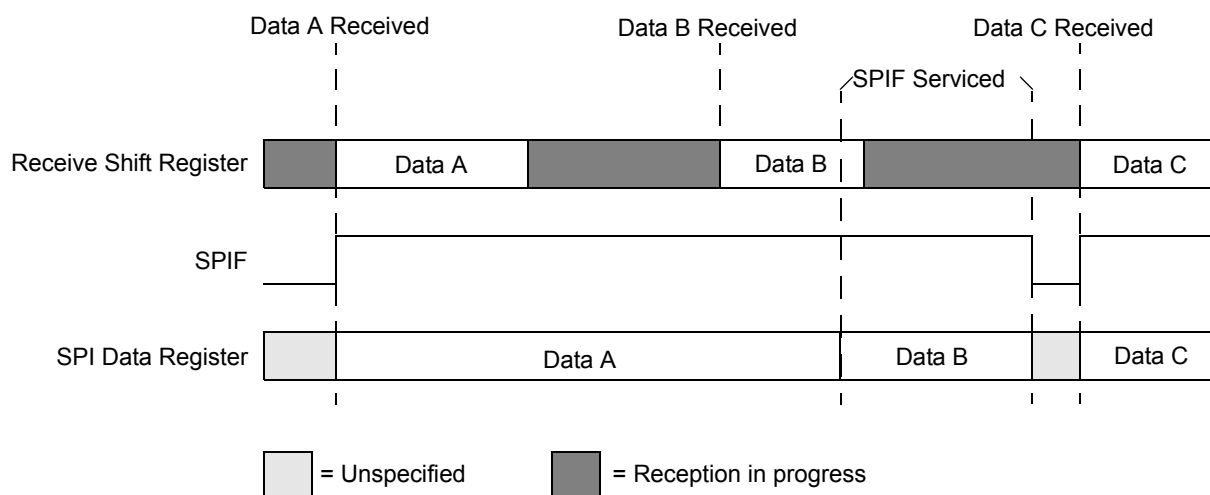 Data A Received
Data B Received
Data C Received
SPIF Serviced
Receive Shift Register
Data A
Data B
Data C
SPIF
SPI Data Register
Data A
Data B
Data C
= Unspecified
= Reception in progress